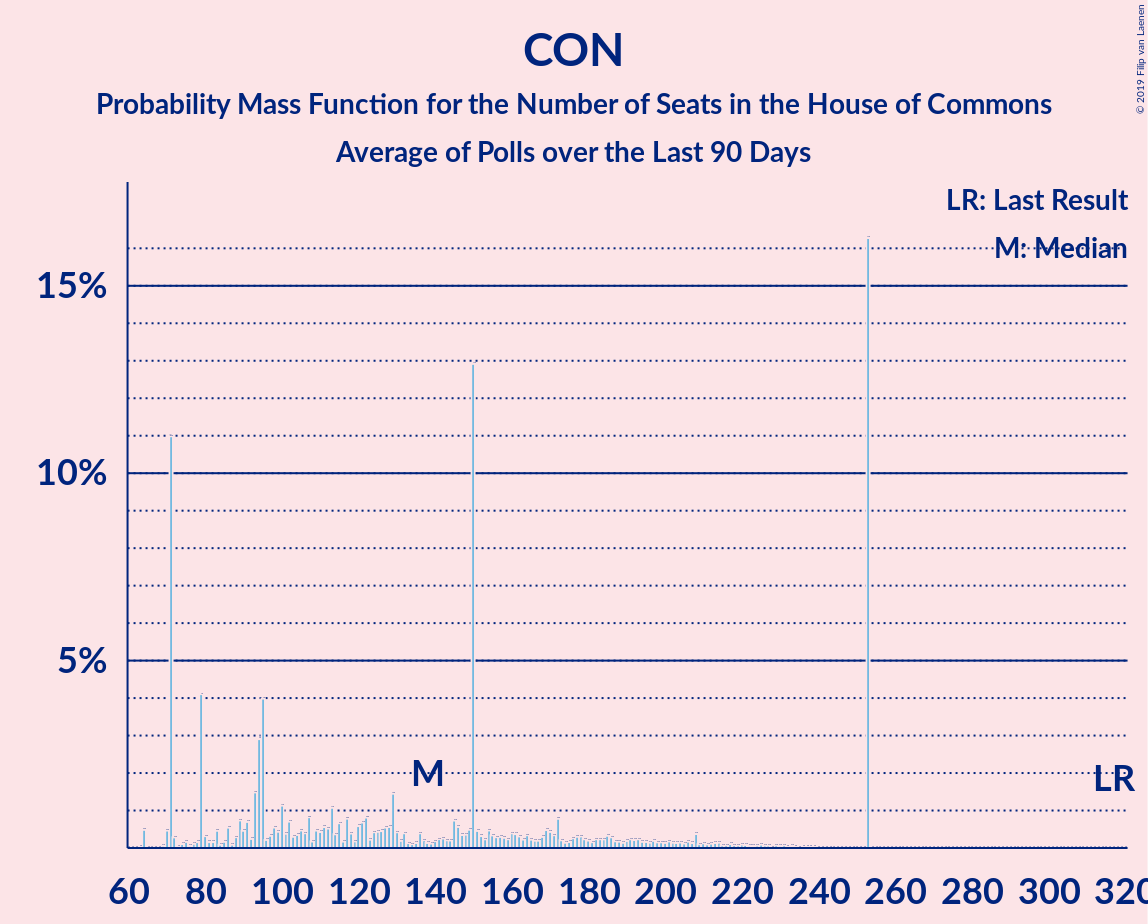 CON
Probability Mass Function for the Number of Seats in the House of Commons
Average of Polls over the Last 90 Days
© 2019 Filip van Laenen
LR: Last Result
M: Median
15%
10%
5%
M
LR
60 80 100 120 140 160 180 200 220 240 260 280 300 320